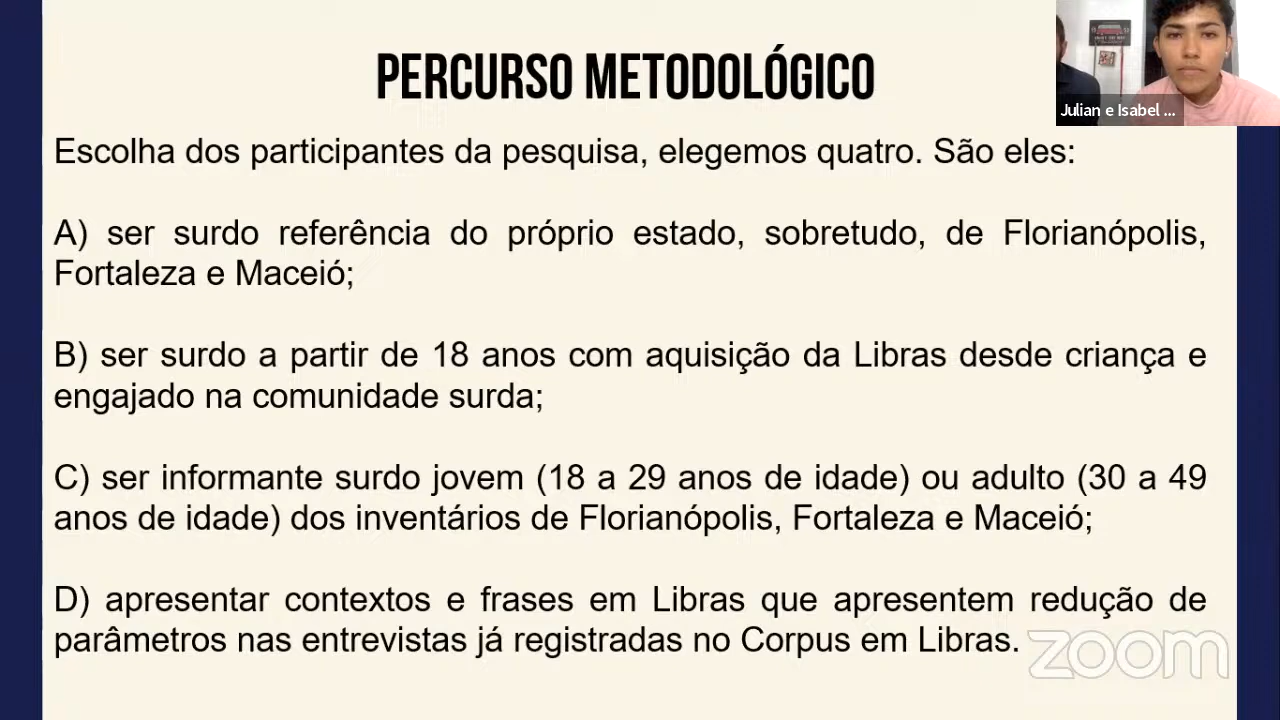 PERCURSO METODOLÓGICO
Julian e Isabel ...
Escolha dos participantes da pesquisa, elegemos quatro. São eles:
A) ser surdo referência do próprio estado, sobretudo, de Florianópolis,
Fortaleza e Maceió;
B) ser surdo a partir de 18 anos com aquisição da Libras desde criança e
engajado na comunidade surda;
C) ser informante surdo jovem (18 a 29 anos de idade) ou adulto (30 a 49
anos de idade) dos inventários de Florianópolis, Fortaleza e Maceió;
D) apresentar contextos e frases em Libras que apresentem redução de
parâmetros nas entrevistas já registradas no Corpus em Libras.
zoom